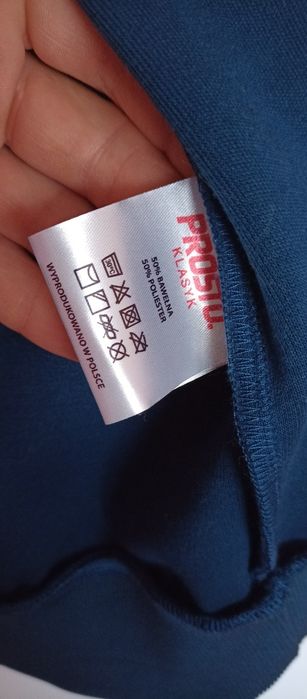 PROSTO.
KLASYK
50% BAWEŁNA
50% POLIESTER
WYPRODUKOWANO W POLSCE